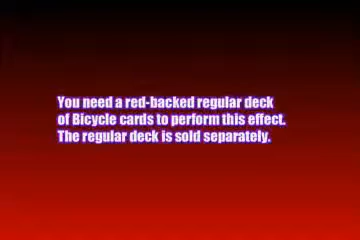 You need a red-backed regular deck
of Bicycle cards to perform this effect.
The regular deck is sold separately.